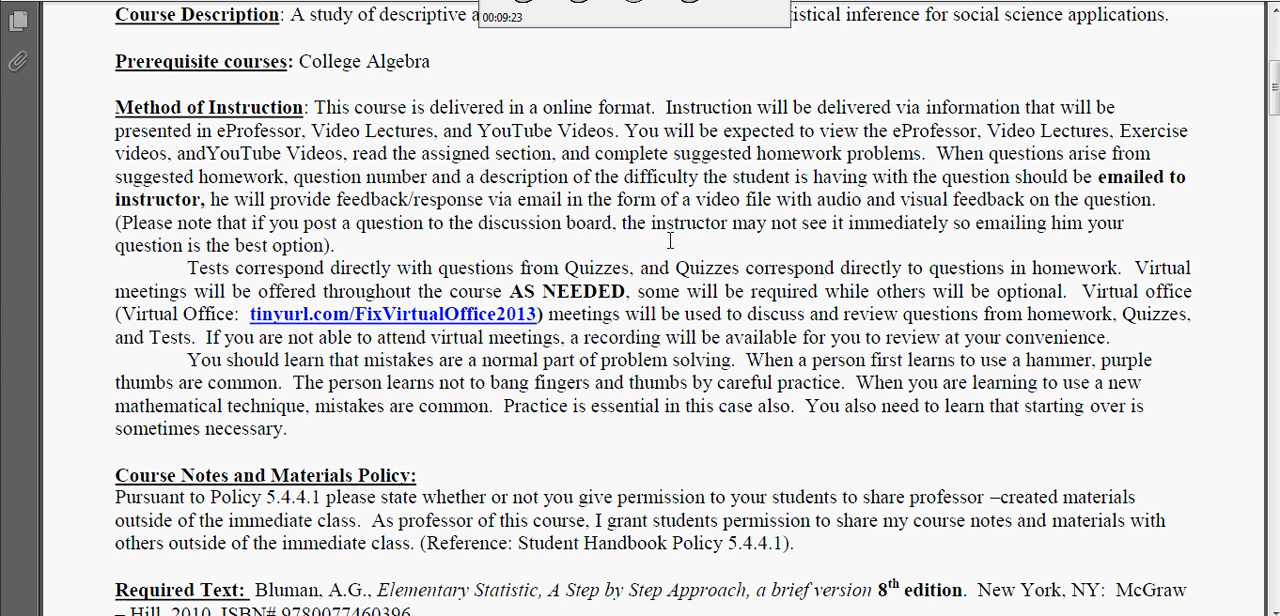 Course Description: A study of descriptive a istical inference for social science applications.
00:09:23
Prerequisite courses: College Algebra
Method of Instruction: This course is delivered in a online format. Instruction will be delivered via information that will be
presented in eProfessor, Video Lectures, and YouTube Videos. You will be expected to view the eProfessor, Video Lectures, Exercise
videos, andYouTube Videos, read the assigned section, and complete suggested homework problems. When questions arise from
suggested homework, question number and a description of the difficulty the student is having with the question should be emailed to
instructor, he will provide feedback/response via email in the form of a video file with audio and visual feedback on the question.
(Please note that if you post a question to the discussion board, the instructor may not see it immediately so emailing him your
question is the best option).
Tests correspond directly with questions from Quizzes, and Quizzes correspond directly to questions in homework. Virtual
meetings will be offered throughout the course AS NEEDED, some will be required while others will be optional. Virtual office
(Virtual Office: tinyurl.com/FixVirtualOffice2013) meetings will be used to discuss and review questions from homework, Quizzes,
and Tests. If you are not able to attend virtual meetings, a recording will be available for you to review at your convenience.
You should learn that mistakes are a normal part of problem solving. When a person first learns to use a hammer, purple
thumbs are common. The person learns not to bang fingers and thumbs by careful practice. When you are learning to use a new
mathematical technique, mistakes are common. Practice is essential in this case also. You also need to learn that starting over is
sometimes necessary.
Course Notes and Materials Policy:
Pursuant to Policy 5.4.4.1 please state whether or not you give permission to your students to share professor –created materials
outside of the immediate class. As professor of this course, I grant students permission to share my course notes and materials with
others outside of the immediate class. (Reference: Student Handbook Policy 5.4.4.1).
Required Text: Bluman, A.G., Elementary Statistic, A Step by Step Approach, a brief version 8th edition. New York, NY: McGraw
– Hill, 2010. ISBN# 9780077460396